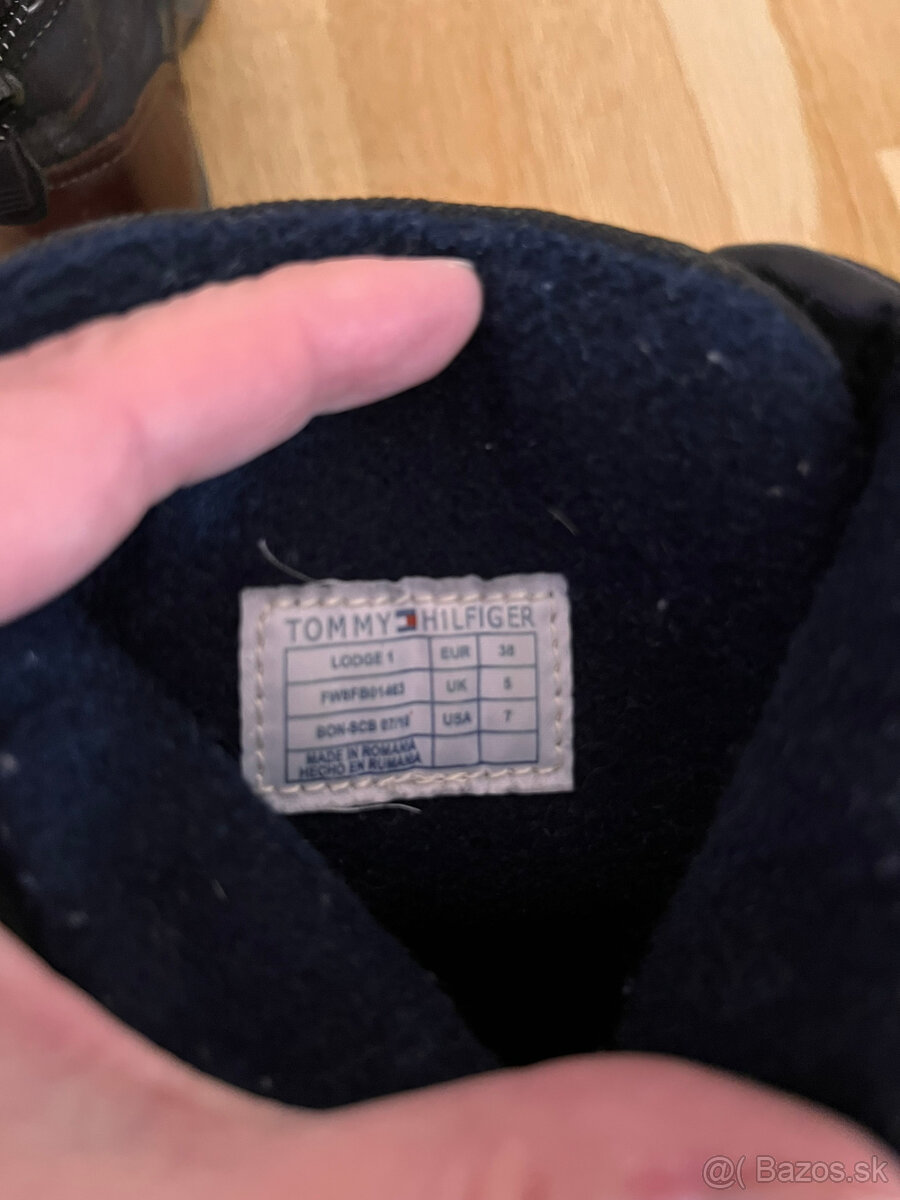 TOMMY HILFIGER
LODGE 1 EUR 38
UK 5
USA 7
MADE IN ROMANIA
HECHO EN RUMANIA
@( Bazos.sk